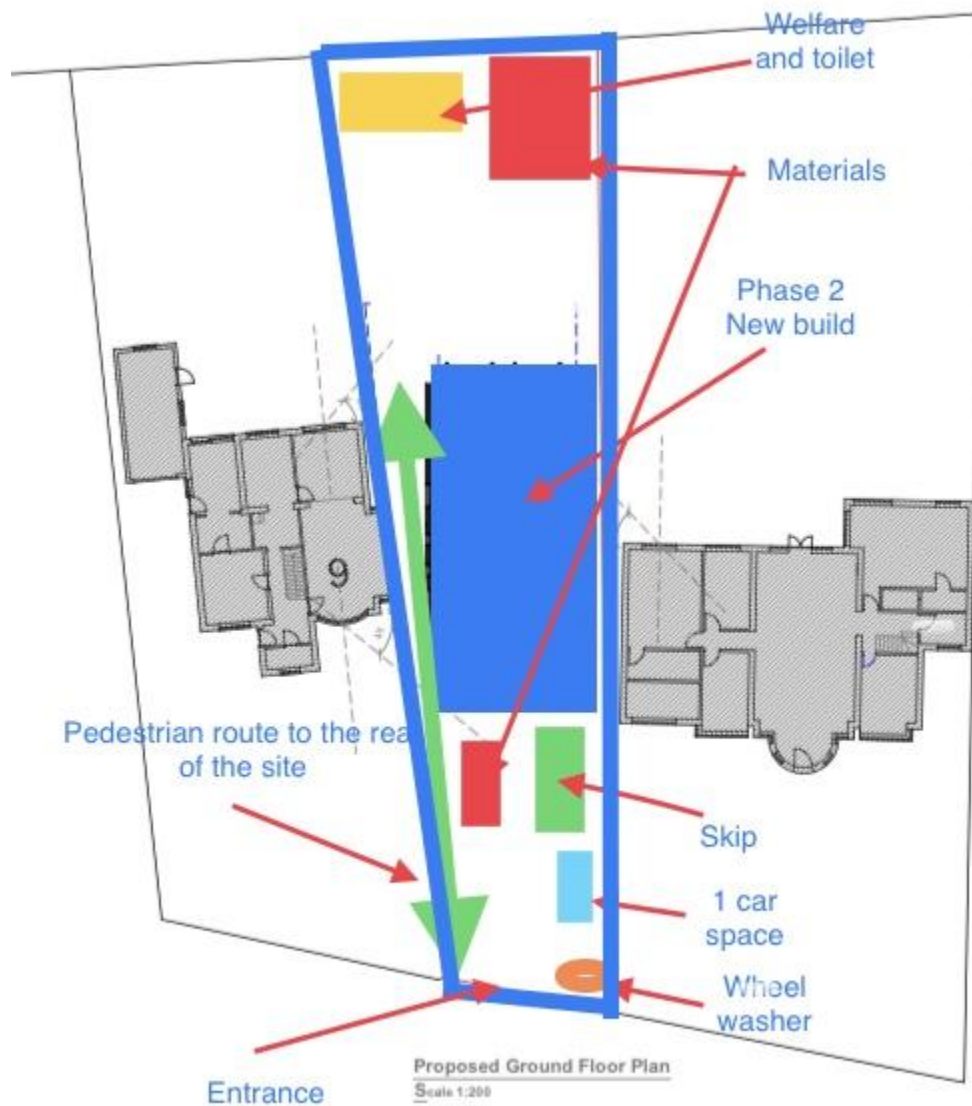 Welfare
and toilet
Materials
Phase 2
New build
9
Pedestrian route to the rea
of the site
Skip
1 car
space
Wheel
washer
Entrance
Proposed Ground Floor Plan
Scale 1:200